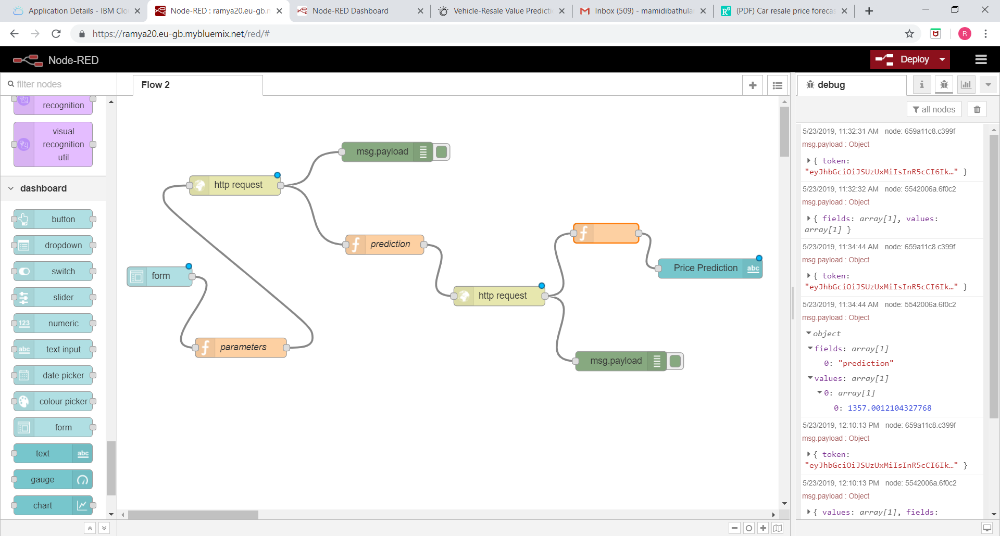 Application Details - IBM Clo
Node-RED : ramya20.eu-gb.m
Node-RED Dashboard
Vehicle-Resale Value Predicti
Inbox (509) - mamidibathula
(PDF) Car resale price forecas
https://ramya20.eu-gb.mybluemix.net/red/#
R
Node-RED
Deploy
filter nodes
Flow 2
debug
i
all nodes
recognition
visual
recognition
util
dashboard
button
dropdown
switch
slider
123 numeric
abc text input
date picker
colour picker
form
text abc
gauge
chart
msg.payload
http request
f prediction
form
f
Price Prediction abc
http request
f parameters
msg.payload
5/23/2019, 11:32:31 AM node: 659a11c8.c399f
msg.payload : Object
{ token:
"eyJhbGciOiJSUzUxMiIsInR5cCI6Ik…" }
5/23/2019, 11:32:32 AM node: 5542006a.6f0c2
msg.payload : Object
{ fields: array[1], values:
array[1] }
5/23/2019, 11:34:44 AM node: 659a11c8.c399f
msg.payload : Object
{ token:
"eyJhbGciOiJSUzUxMiIsInR5cCI6Ik…" }
5/23/2019, 11:34:44 AM node: 5542006a.6f0c2
msg.payload : Object
object
fields: array[1]
0: "prediction"
values: array[1]
0: array[1]
0: 1357.0012104327768
5/23/2019, 12:10:13 PM node: 659a11c8.c399f
msg.payload : Object
{ token:
"eyJhbGciOiJSUzUxMiIsInR5cCI6Ik…" }
5/23/2019, 12:10:13 PM node: 5542006a.6f0c2
msg.payload : Object
{ values: array[1], fields: